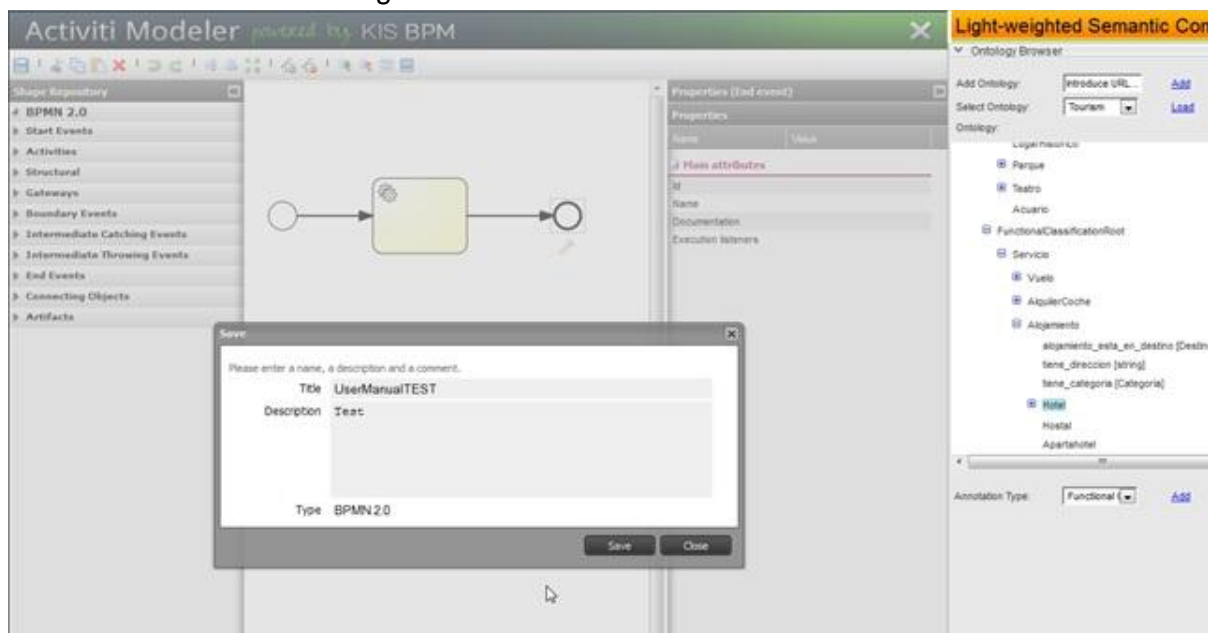 Activiti Modeler powered by KIS BPM
Shape Repository
BPMN 2.0
Start Events
Activities
Structural
Gateways
Boundary Events
Intermediate Catching Events
Intermediate Throwing Events
End Events
Connecting Objects
Artifacts
Properties (End event)
Properties
Name Value
Main attributes
Id
Name
Documentation
Execution listeners
Save
Please enter a name, a description and a comment.
Title UserManualTEST
Description Test
Type BPMN 2.0
Save Close
Light-weighted Semantic Com
Ontology Browser
Add Ontology: Introduce URL... Add
Select Ontology: Tourism Load
Ontology:
LugarHistorico
Parque
Teatro
Acuario
FunctionalClassificationRoot
Servicio
Vuelo
AlquilerCoche
Alojamiento
alojamiento_esta_en_destino [Destin
tiene_direccion [string]
tiene_categoria [Categoria]
Hotel
Hostal
Apartahotel
Annotation Type: Functional ( Add